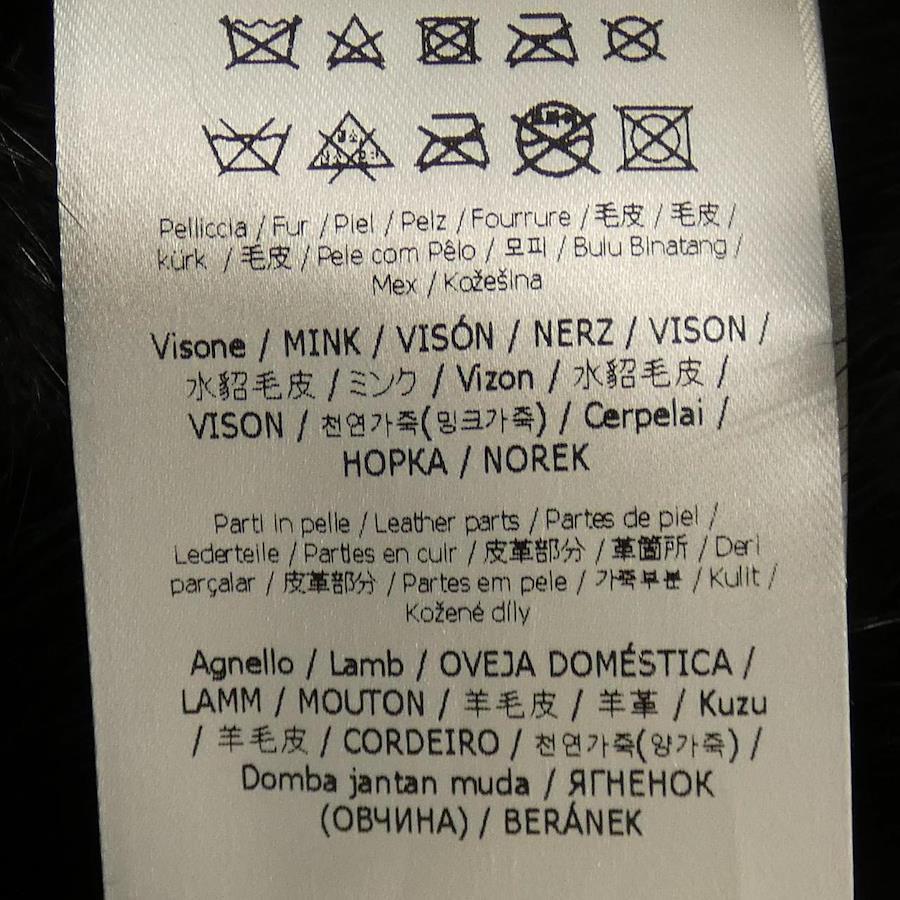 Pelliccia / Fur / Piel / Pelz / Fourrure / 毛皮 / 毛皮 /
kürk / 毛皮 / Pele com Pêlo / 모피 / Bulu Binatang /
Mex / Kožešina
Visone / MINK / VISÓN / NERZ / VISON /
水貂毛皮 / ミンク / Vizon / 水貂毛皮 /
VISON / 천연가죽(밍크가죽) / Cerpelai /
НОРКА / NOREK
Parti in pelle / Leather parts / Partes de piel /
Lederteile / Parties en cuir / 皮革部分 / 革箇所 / Deri
parçalar / 皮革部分 / Partes em pele / 가죽부분 / Kulit /
Kožené díly
Agnello / Lamb / OVEJA DOMÉSTICA /
LAMM / MOUTON / 羊毛皮 / 羊革 / Kuzu
/ 羊毛皮 / CORDEIRO / 천연가죽(양가죽) /
Domba jantan muda / ЯГНЕНОК
(ОВЧИНА) / BERÁNEK